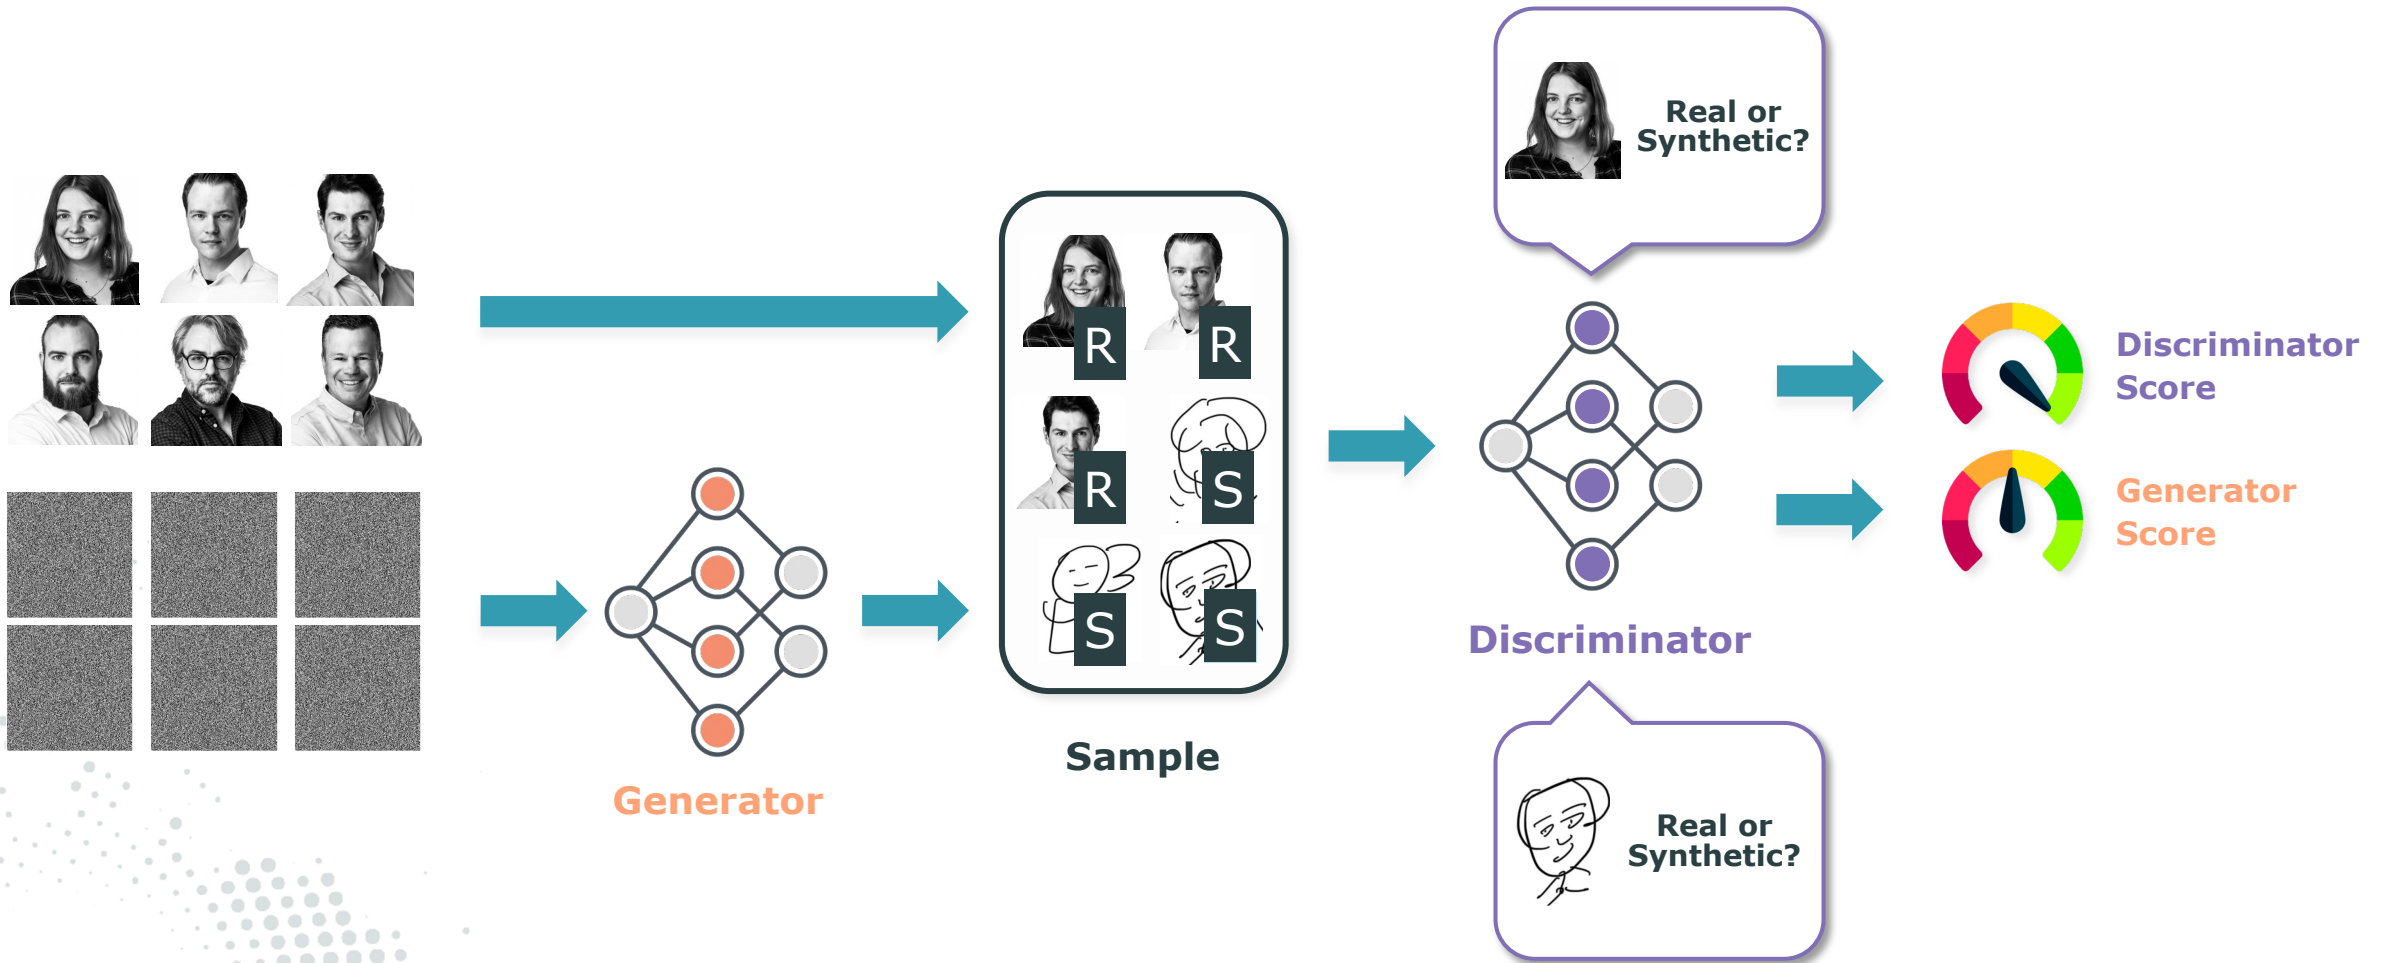 Real or
Synthetic?
R
R
R
S
S
S
Discriminator
Score
Generator
Score
Discriminator
Sample
Generator
Real or
Synthetic?